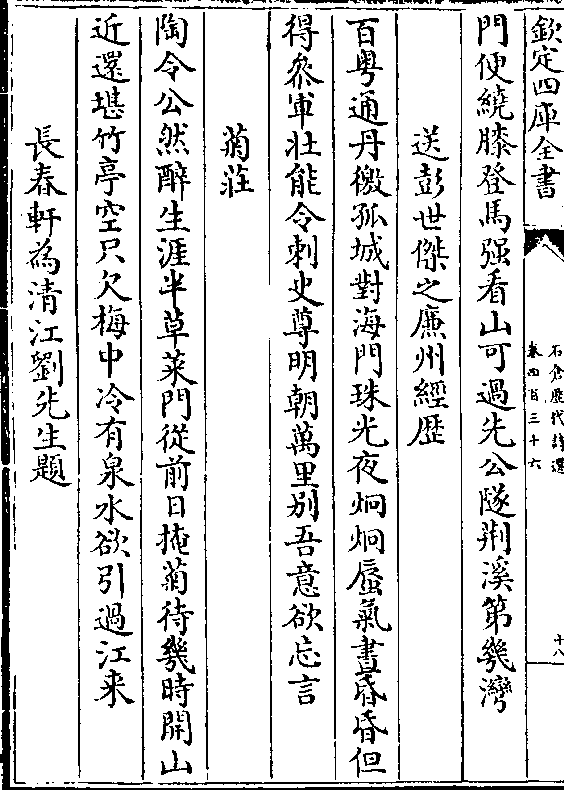 欽定四庫全書
石倉歷代詩選
卷四百三十六
十八
門便繞膝登馬强看山可過先公隧荆溪第幾灣
送彭世傑之廉州經歴
百粤通丹徼孤城對海門珠光夜炯炯蜃氣晝昏昏但
得叅軍壯能令刺史尊明朝萬里别吾意欲忘言
菊莊
陶令公然醉生涯半草萊門從前日掩菊待幾時開山
近還堪竹亭空只欠梅中冷有泉水欲引過江来
長春軒為清江劉先生題